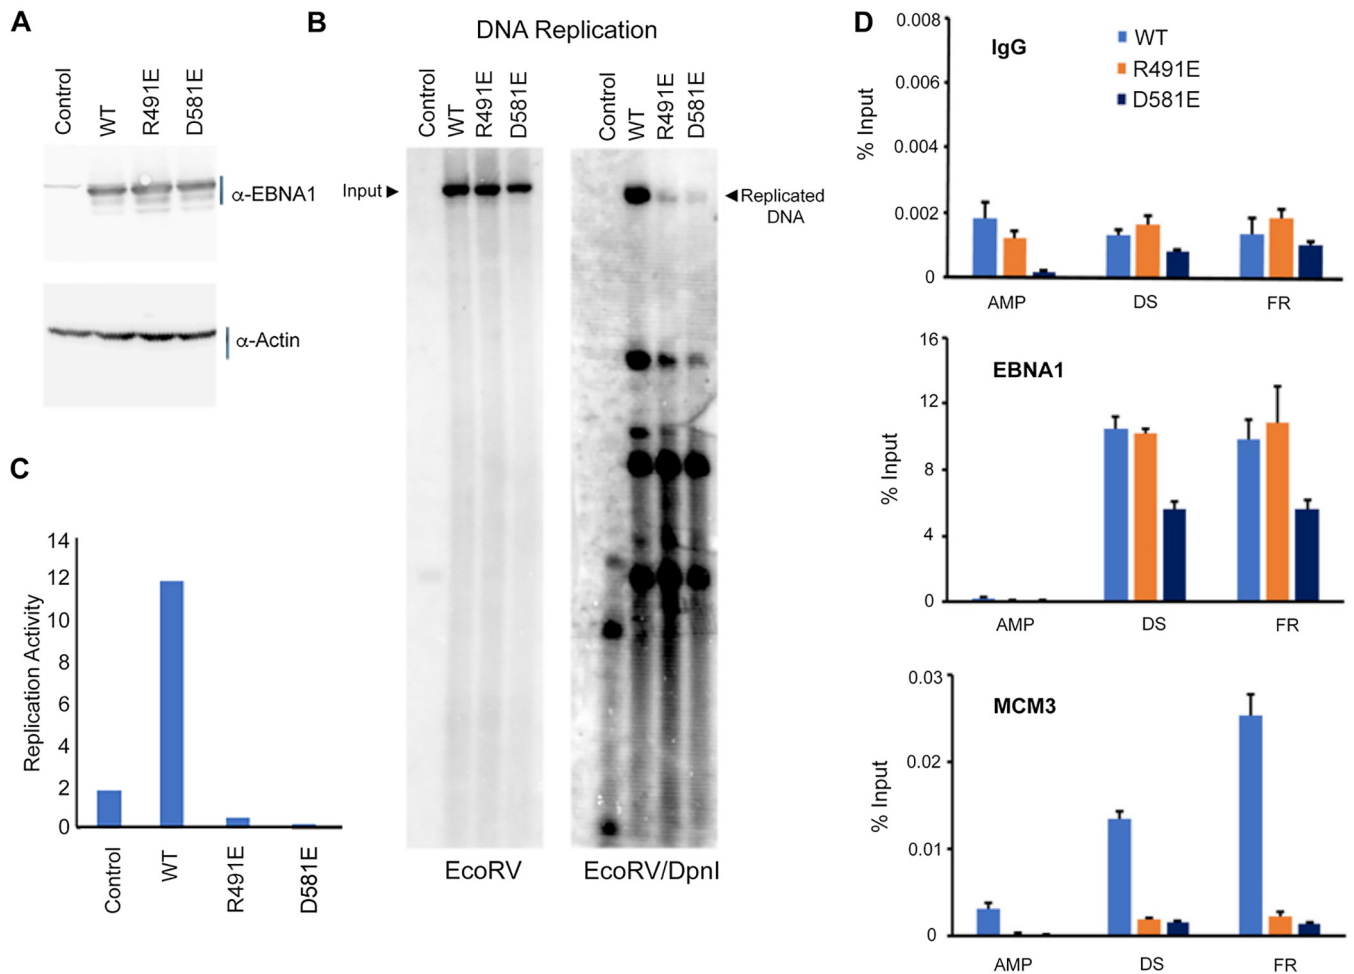 A
Control
WT
R491E
D581E
α-EBNA1
α-Actin
B
DNA Replication
Control
WT
R491E
D581E
Control
WT
R491E
D581E
Input
Replicated
DNA
EcoRV
EcoRV/DpnI
C
Replication Activity
14
12
10
8
6
4
2
0
Control
WT
R491E
D581E
D
IgG
WT
R491E
D581E
% Input
0.008
0.006
0.004
0.002
0
AMP
DS
FR
EBNA1
% Input
16
12
8
4
0
AMP
DS
FR
MCM3
% Input
0.03
0.02
0.01
0
AMP
DS
FR